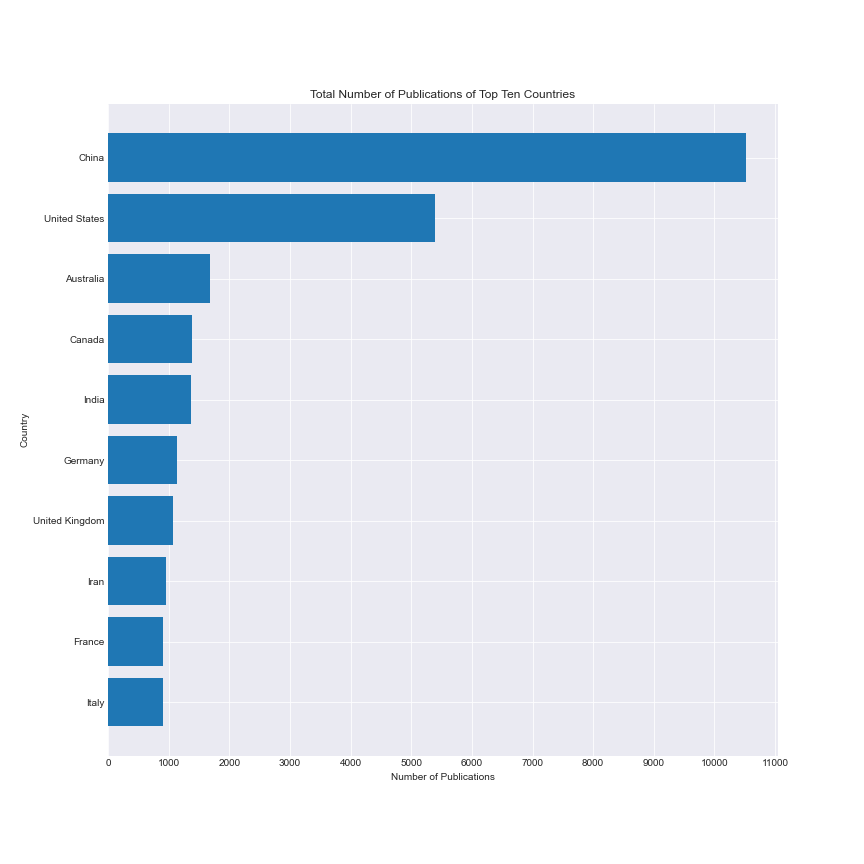 Total Number of Publications of Top Ten Countries
China
United States
Australia
Canada
India
Germany
United Kingdom
Iran
France
Italy
Country
0 1000 2000 3000 4000 5000 6000 7000 8000 9000 10000 11000
Number of Publications